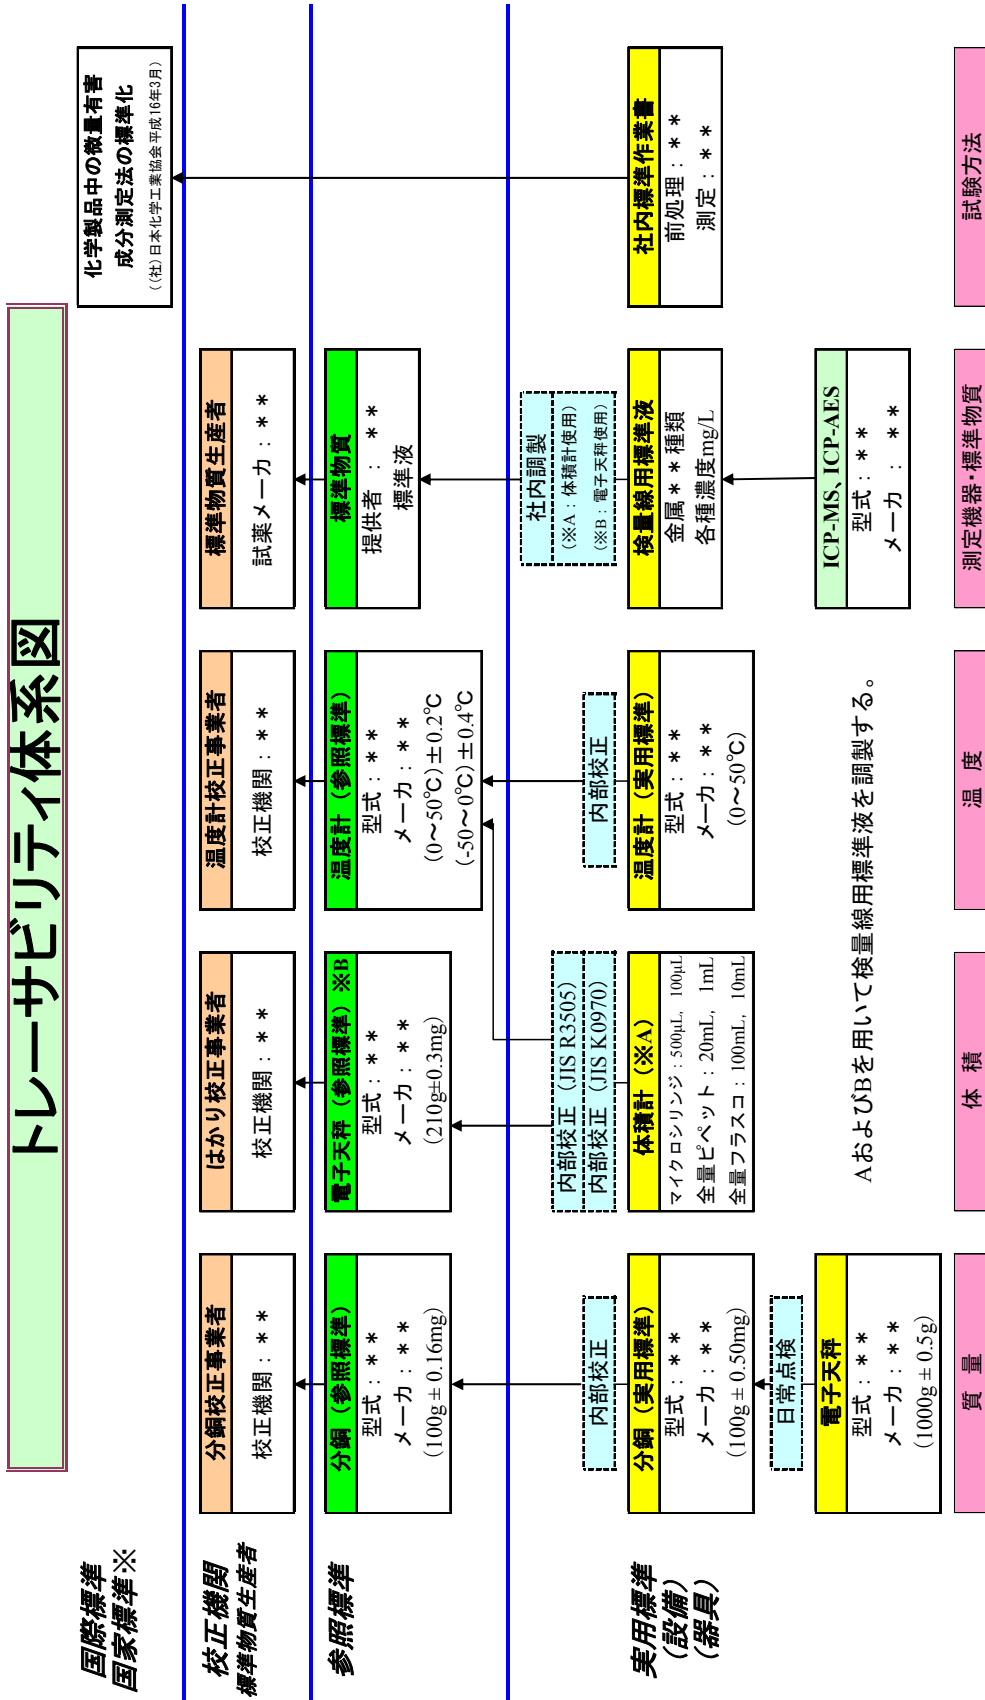 トレーサビリティ体系図
国際標準
国家標準※
化学製品中の微量有害
成分測定法の標準化
((社)日本化学工業協会平成16年3月)
校正機関
標準物質生産者
分銅校正事業者
校正機関：＊＊
はかり校正事業者
校正機関：＊＊
温度計校正事業者
校正機関：＊＊
標準物質生産者
試薬メーカ：＊＊
参照標準
分銅（参照標準）
型式：＊＊
メーカ：＊＊
(100g ± 0.16mg)
電子天秤（参照標準）※B
型式：＊＊
メーカ：＊＊
(210g±0.3mg)
温度計（参照標準）
型式：＊＊
メーカ：＊＊
(0～50℃)±0.2℃
(-50～0℃)±0.4℃
標準物質
提供者：＊＊
標準液
実用標準
（設備）
（器具）
内部校正
分銅（実用標準）
型式：＊＊
メーカ：＊＊
(100g ± 0.50mg)
日常点検
電子天秤
型式：＊＊
メーカ：＊＊
(1000g ± 0.5g)
内部校正（JIS R3505）
内部校正（JIS K0970）
体積計（※A）
マイクロシリンジ：500μL, 100μL
全量ピペット：20mL, 1mL
全量フラスコ：100mL, 10mL
内部校正
温度計（実用標準）
型式：＊＊
メーカ：＊＊
(0～50℃)
社内調製
(※A：体積計使用)
(※B：電子天秤使用)
検量線用標準液
金属＊＊種類
各種濃度mg/L
ICP-MS、ICP-AES
型式：＊＊
メーカ：＊＊
社内標準作業書
前処理：＊＊
測定：＊＊
AおよびBを用いて検量線用標準液を調製する。
質 量
体 積
温 度
測定機器・標準物質
試験方法